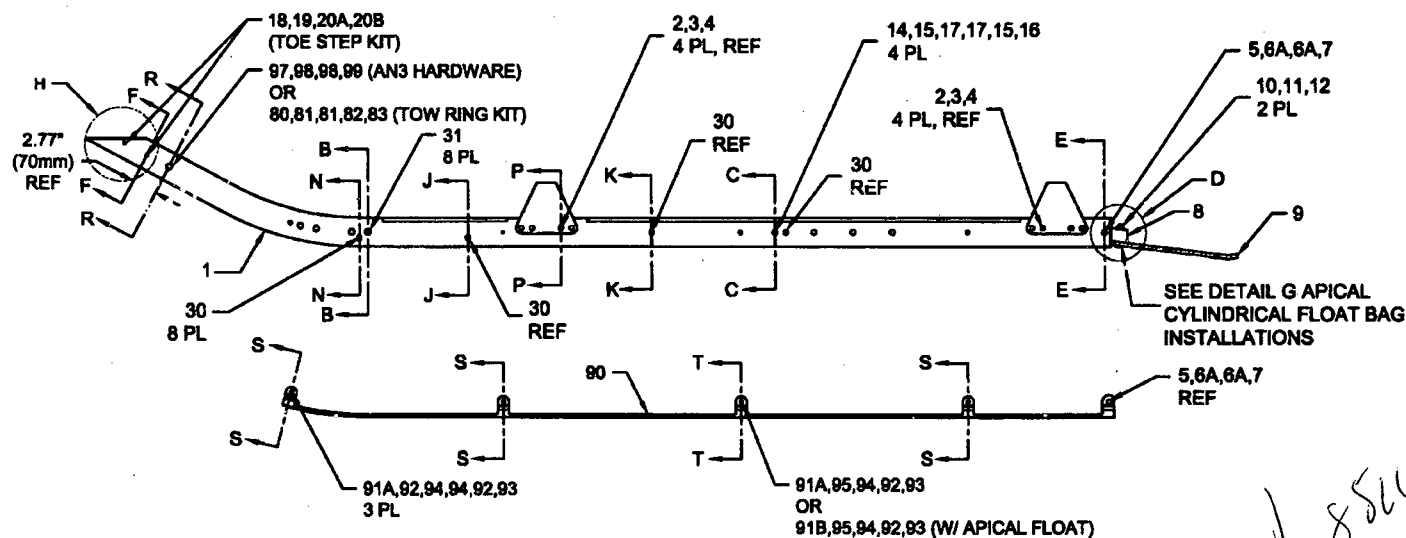 18,19,20A,20B
(TOE STEP KIT)
97,98,98,99 (AN3 HARDWARE)
OR
80,81,81,82,83 (TOW RING KIT)
2,3,4
4 PL, REF
14,15,17,17,15,16
4 PL
5,6A,6A,7
10,11,12
2 PL
2,3,4
4 PL, REF
H
R
F
2.77"
(70mm)
REF
F
R
31
8 PL
30
REF
30
REF
B
N
J
P
K
C
E
D
8
9
1
N
B
J
P
K
C
E
30
8 PL
30
REF
SEE DETAIL G APICAL
CYLINDRICAL FLOAT BAG
INSTALLATIONS
S
S
90
T
S
5,6A,6A,7
REF
S
S
T
S
91A,92,94,94,92,93
3 PL
91A,95,94,92,93
OR
91B,95,94,92,93 (W/ APICAL FLOAT)